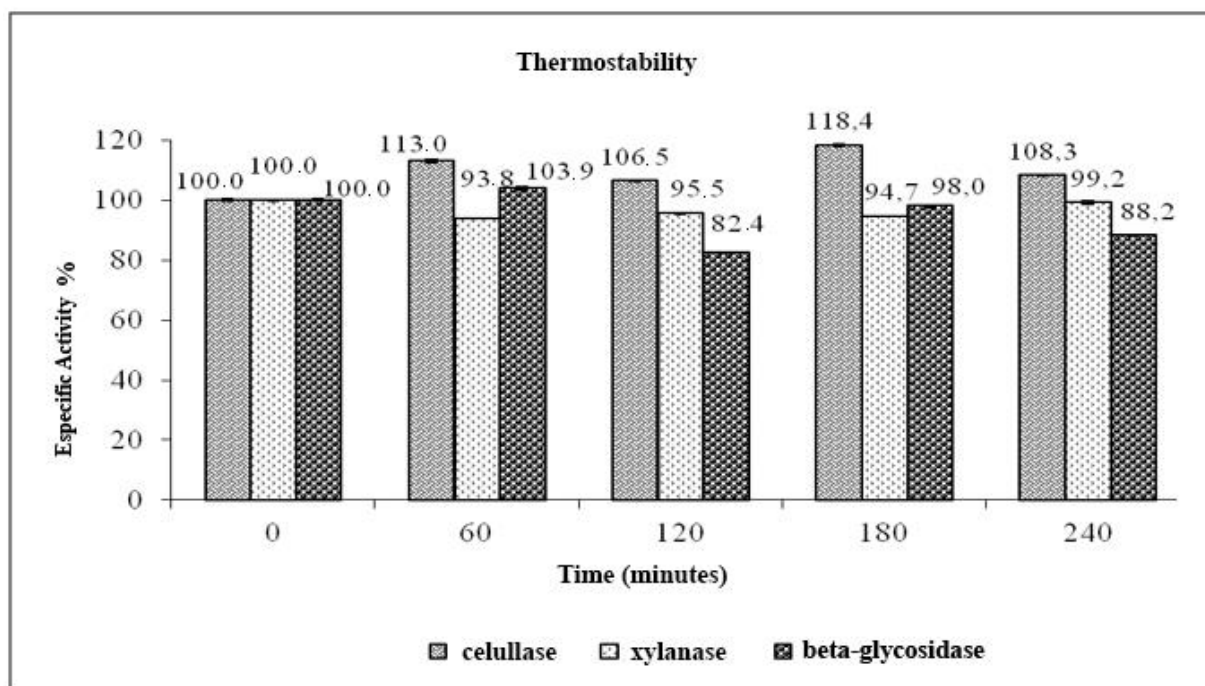 Thermostability
Especific Activity %
120
100
80
60
40
20
0
100.0 100.0 100.0
113.0 93.8 103.9
106.5 95.5 82.4
118,4 94,7 98,0
108,3 99,2 88,2
0 60 120 180 240
Time (minutes)
celullase xylanase beta-glycosidase